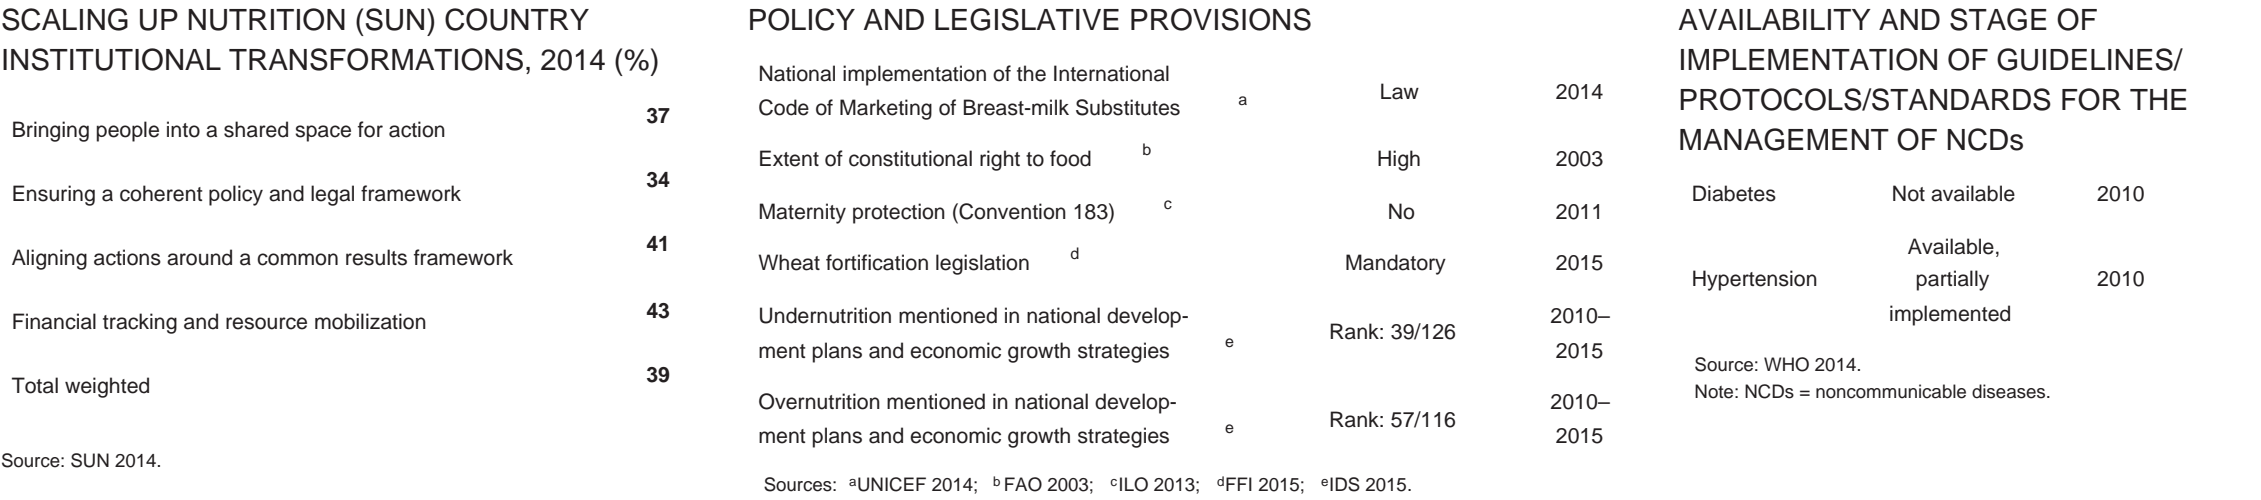 SCALING UP NUTRITION (SUN) COUNTRY
INSTITUTIONAL TRANSFORMATIONS, 2014 (%)
Bringing people into a shared space for action 37
Ensuring a coherent policy and legal framework 34
Aligning actions around a common results framework 41
Financial tracking and resource mobilization 43
Total weighted 39
Source: SUN 2014.
POLICY AND LEGISLATIVE PROVISIONS
National implementation of the International
Code of Marketing of Breast-milk Substitutes a Law 2014
Extent of constitutional right to food b High 2003
Maternity protection (Convention 183) c No 2011
Wheat fortification legislation d Mandatory 2015
Undernutrition mentioned in national develop-
ment plans and economic growth strategies e Rank: 39/126 2010–
2015
Overnutrition mentioned in national develop-
ment plans and economic growth strategies e Rank: 57/116 2010–
2015
Sources: aUNICEF 2014; b FAO 2003; cILO 2013; dFFI 2015; eIDS 2015.
AVAILABILITY AND STAGE OF
IMPLEMENTATION OF GUIDELINES/
PROTOCOLS/STANDARDS FOR THE
MANAGEMENT OF NCDs
Diabetes Not available 2010
Available,
Hypertension partially 2010
implemented
Source: WHO 2014.
Note: NCDs = noncommunicable diseases.